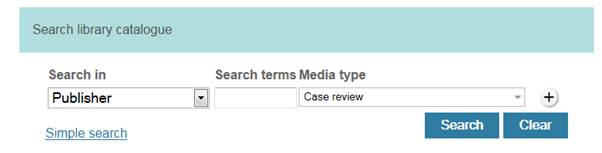 Search library catalogue
Search in Search terms Media type
Publisher Case review +
Search Clear
Simple search